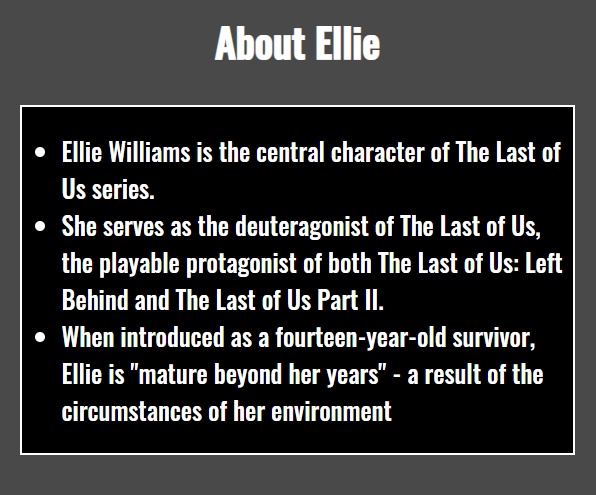 About Ellie
• Ellie Williams is the central character of The Last of
Us series.
• She serves as the deuteragonist of The Last of Us,
the playable protagonist of both The Last of Us: Left
Behind and The Last of Us Part II.
• When introduced as a fourteen-year-old survivor,
Ellie is "mature beyond her years" - a result of the
circumstances of her environment